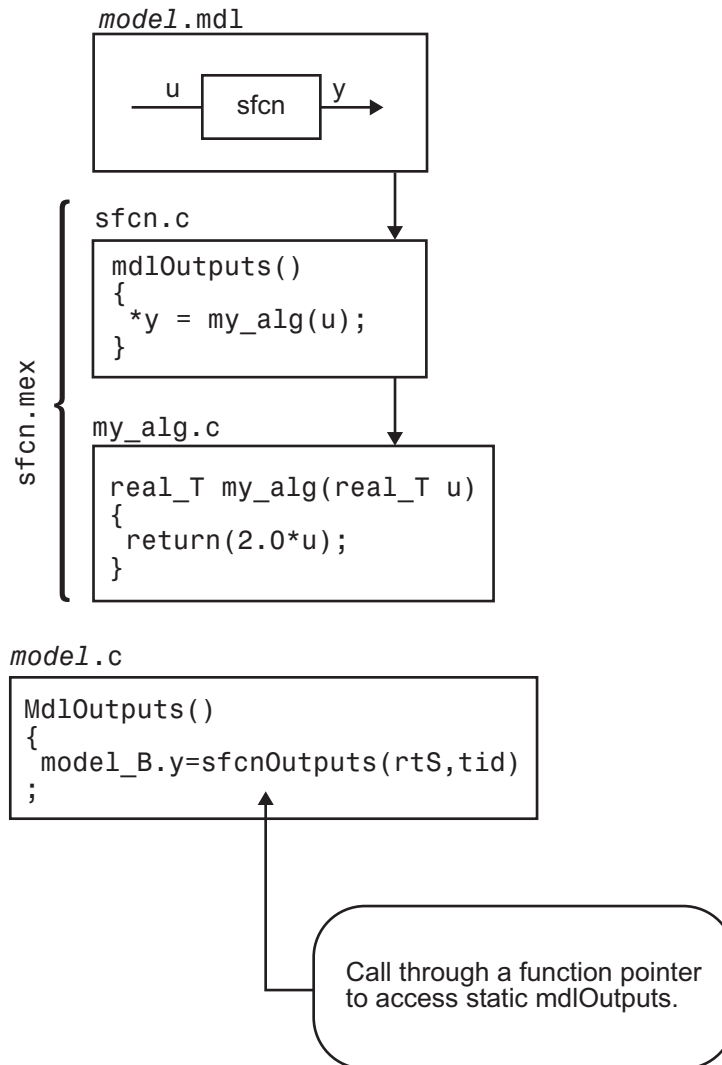 model.mdl
u
sfcn
y
sfcn.mex
sfcn.c
mdlOutputs()
{
*y = my_alg(u);
}
my_alg.c
real_T my_alg(real_T u)
{
return(2.0*u);
}
model.c
MdlOutputs()
{
model_B.y=sfcnOutputs(rtS,tid)
;
Call through a function pointer
to access static mdlOutputs.